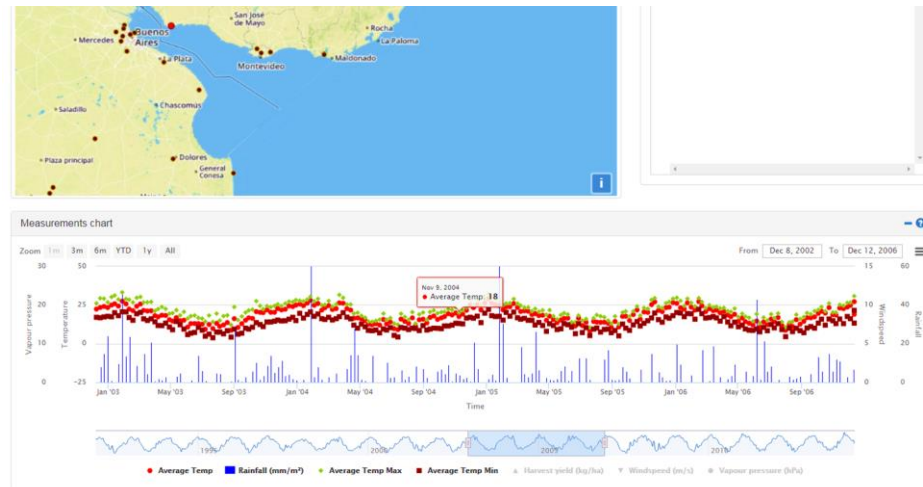 San José
de Mayo
Rocha
Mercedes
Buenos
Aires
La Paloma
La Plata
Montevideo
Maldonado
Saladillo
Chascomús
Plaza principal
Dolores
General
Conesa
i
Measurements chart
Zoom 1m 3m 6m YTD 1y All
From Dec 8, 2002 To Dec 12, 2006
30 50 15 60
Nov 9, 2004
Average Temp: 18
20 25 10 40
Vapour pressure
Temperature
Windspeed
Rainfall
10 0 5 20
0 −25 0 0
Jan '03 May '03 Sep '03 Jan '04 May '04 Sep '04 Jan '05 May '05 Sep '05 Jan '06 May '06 Sep '06
Time
1995 2000 2005 2010
Average Temp Rainfall (mm/m²) Average Temp Max Average Temp Min Harvest yield (kg/ha) Windspeed (m/s) Vapour pressure (hPa)